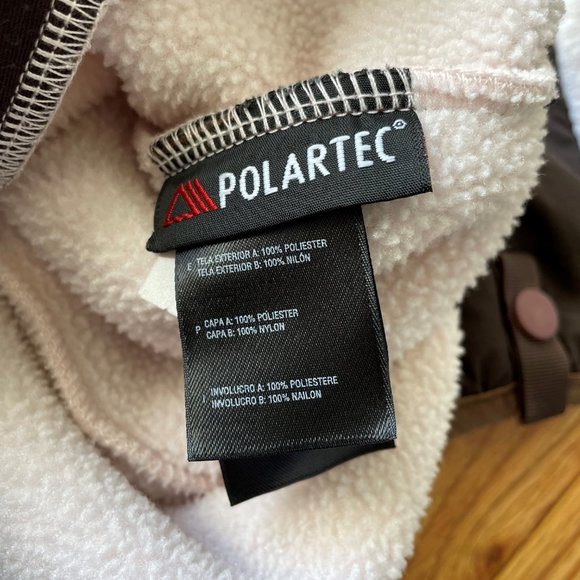 POLARTEC®
E TELA EXTERIOR A: 100% POLIESTER
TELA EXTERIOR B: 100% NILÓN
P CAPA A: 100% POLIESTER
CAPA B: 100% NYLON
I INVOLUCRO A: 100% POLIESTERE
INVOLUCRO B: 100% NAILON